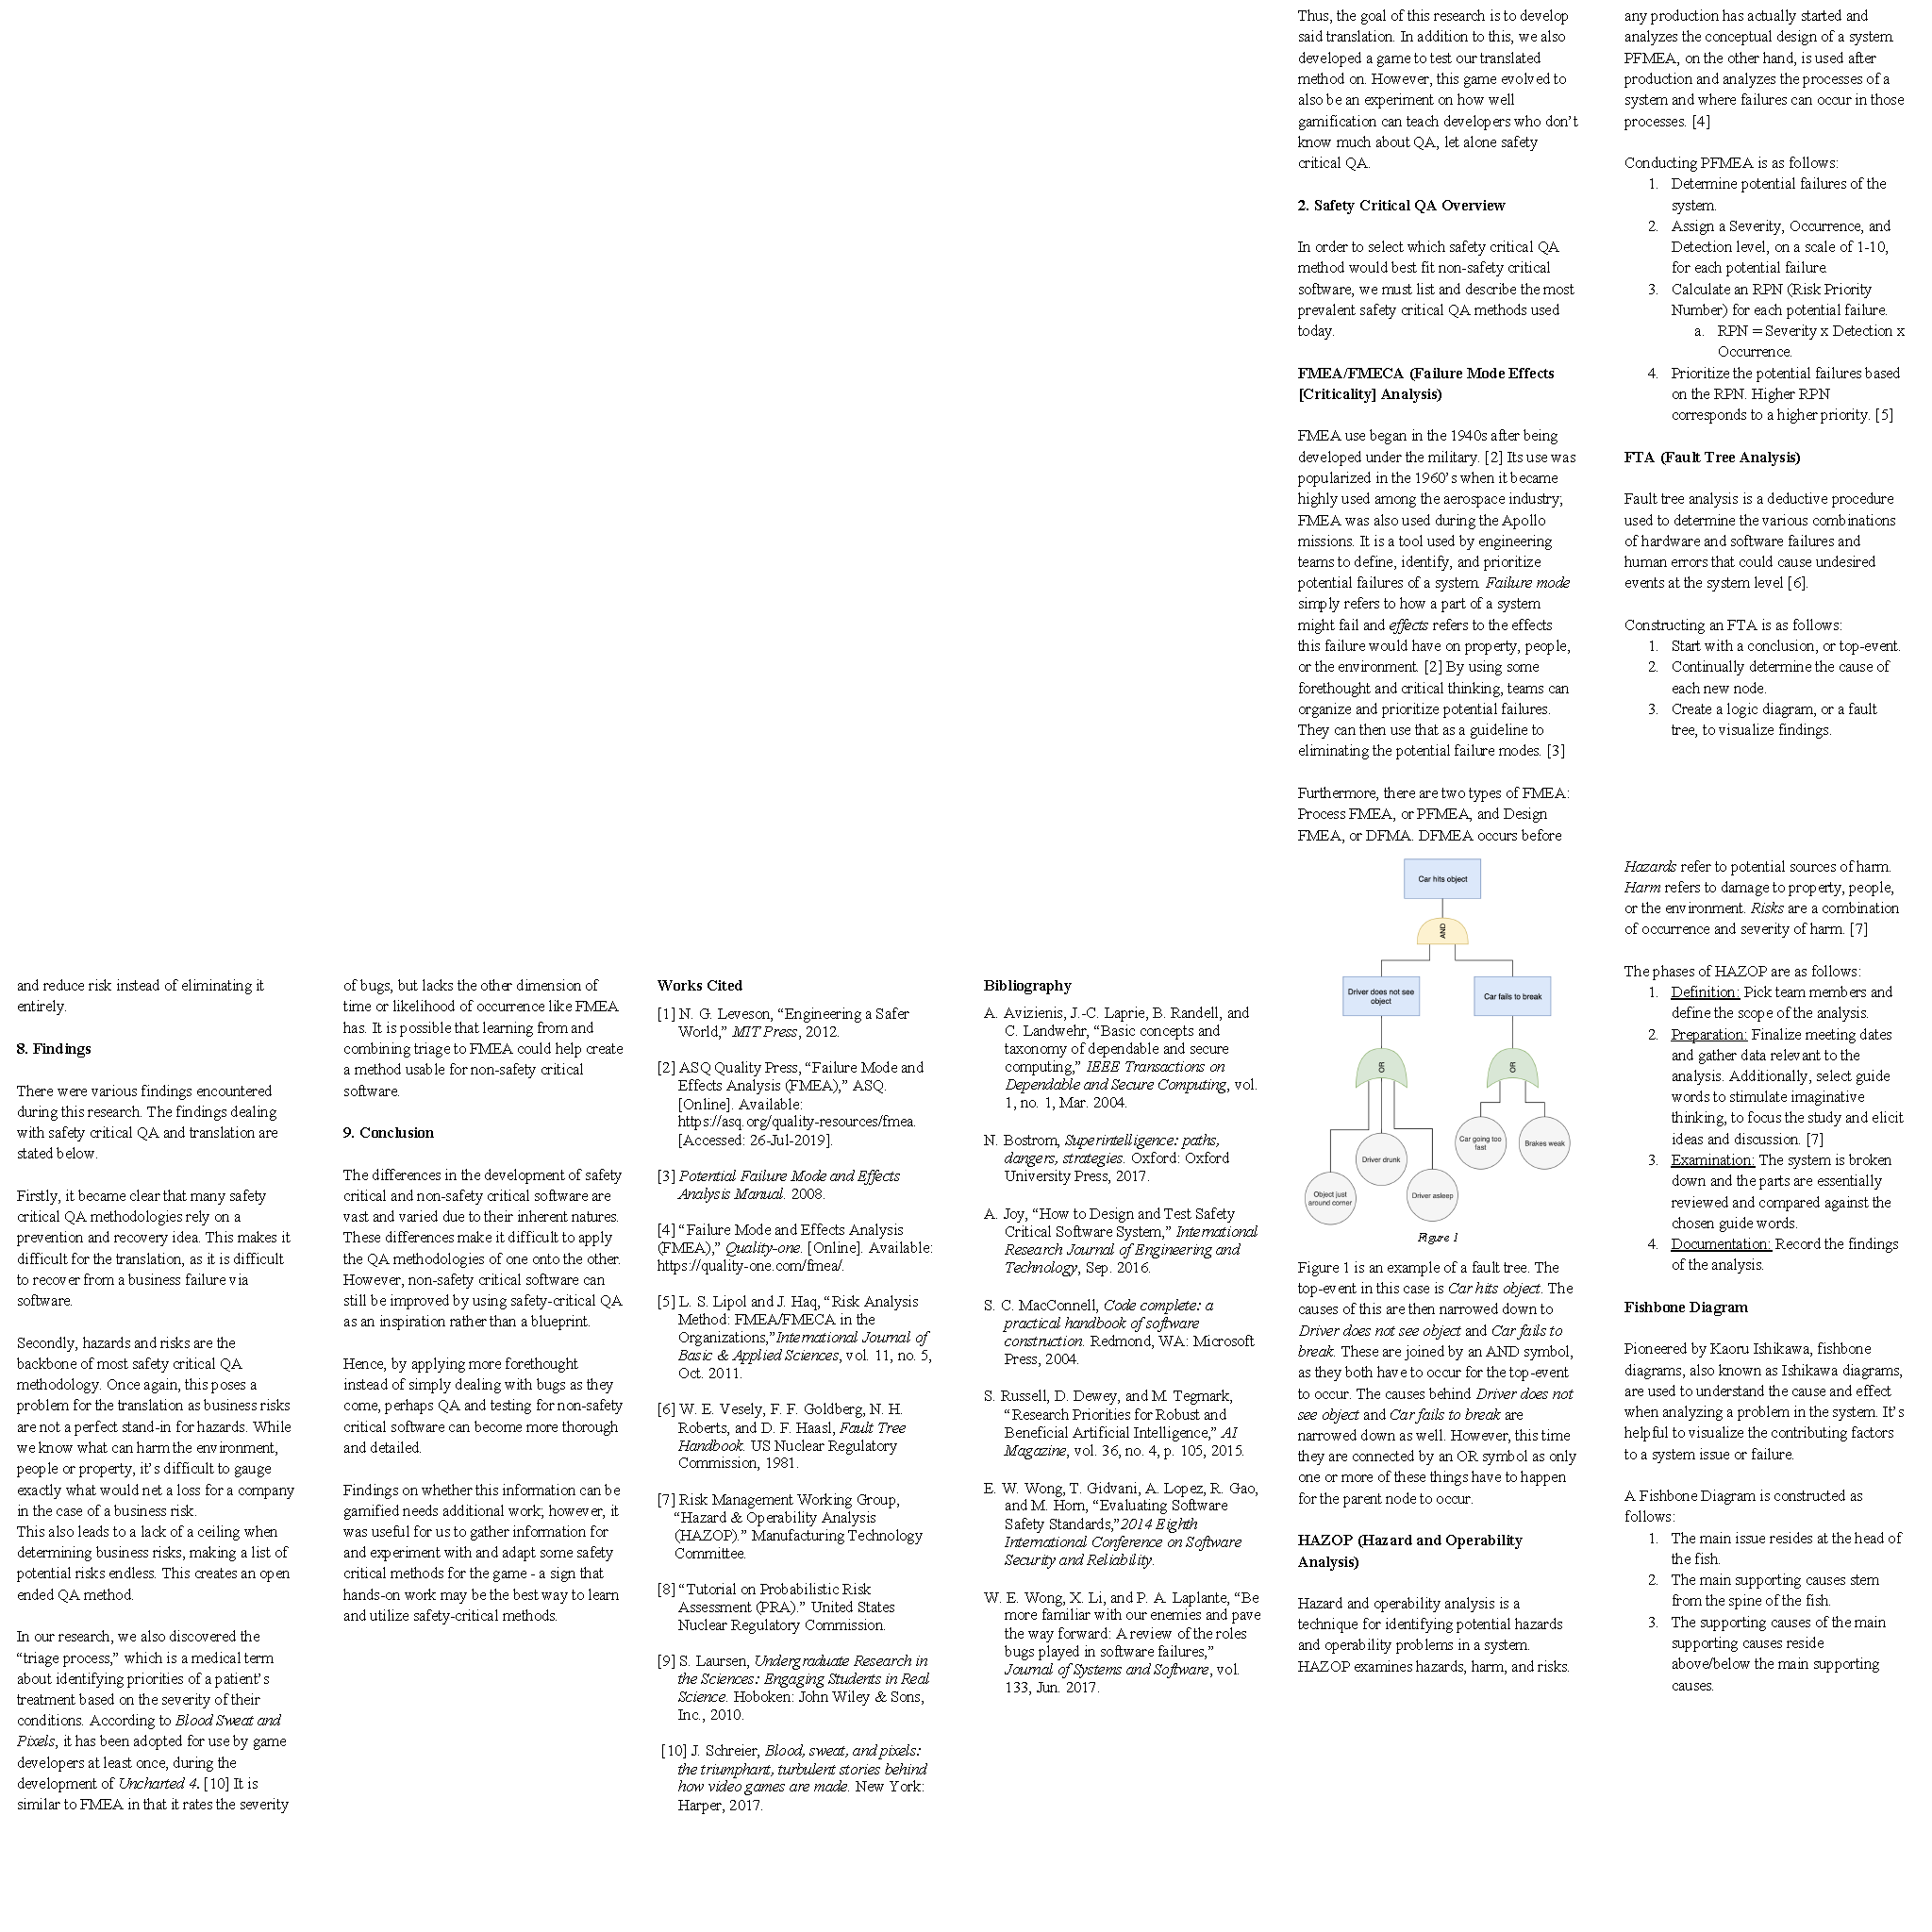 Thus, the goal of this research is to develop
said translation. In addition to this, we also
developed a game to test our translated
method on. However, this game evolved to
also be an experiment on how well
gamification can teach developers who don't
know much about QA, let alone safety
critical QA.
2. Safety Critical QA Overview
In order to select which safety critical QA
method would best fit non-safety critical
software, we must list and describe the most
prevalent safety critical QA methods used
today.
FMEA/FMECA (Failure Mode Effects
[Criticality] Analysis)
FMEA use began in the 1940s after being
developed under the military. [2] Its use was
popularized in the 1960's when it became
highly used among the aerospace industry;
FMEA was also used during the Apollo
missions. It is a tool used by engineering
teams to define, identify, and prioritize
potential failures of a system. Failure mode
simply refers to how a part of a system
might fail and effects refers to the effects
this failure would have on property, people,
or the environment. [2] By using some
forethought and critical thinking, teams can
organize and prioritize potential failures.
They can then use that as a guideline to
eliminating the potential failure modes. [3]
Furthermore, there are two types of FMEA:
Process FMEA, or PFMEA, and Design
FMEA, or DFMA. DFMEA occurs before
any production has actually started and
analyzes the conceptual design of a system.
PFMEA, on the other hand, is used after
production and analyzes the processes of a
system and where failures can occur in those
processes. [4]
Conducting PFMEA is as follows:
1. Determine potential failures of the
system.
2. Assign a Severity, Occurrence, and
Detection level, on a scale of 1-10,
for each potential failure.
3. Calculate an RPN (Risk Priority
Number) for each potential failure.
a. RPN = Severity x Detection x
Occurrence.
4. Prioritize the potential failures based
on the RPN. Higher RPN
corresponds to a higher priority. [5]
FTA (Fault Tree Analysis)
Fault tree analysis is a deductive procedure
used to determine the various combinations
of hardware and software failures and
human errors that could cause undesired
events at the system level [6].
Constructing an FTA is as follows:
1. Start with a conclusion, or top-event.
2. Continually determine the cause of
each new node.
3. Create a logic diagram, or a fault
tree, to visualize findings.
Car hits object
AND
Driver does not see
object
Car fails to break
OR
OR
Car going too
fast
Brakes weak
Driver drunk
Object just
around corner
Driver asleep
Figure 1
Figure 1 is an example of a fault tree. The
top-event in this case is Car hits object. The
causes of this are then narrowed down to
Driver does not see object and Car fails to
break. These are joined by an AND symbol,
as they both have to occur for the top-event
to occur. The causes behind Driver does not
see object and Car fails to break are
narrowed down as well. However, this time
they are connected by an OR symbol as only
one or more of these things have to happen
for the parent node to occur.
HAZOP (Hazard and Operability
Analysis)
Hazard and operability analysis is a
technique for identifying potential hazards
and operability problems in a system.
HAZOP examines hazards, harm, and risks.
Hazards refer to potential sources of harm.
Harm refers to damage to property, people,
or the environment. Risks are a combination
of occurrence and severity of harm. [7]
The phases of HAZOP are as follows:
1. Definition: Pick team members and
define the scope of the analysis.
2. Preparation: Finalize meeting dates
and gather data relevant to the
analysis. Additionally, select guide
words to stimulate imaginative
thinking, to focus the study and elicit
ideas and discussion. [7]
3. Examination: The system is broken
down and the parts are essentially
reviewed and compared against the
chosen guide words.
4. Documentation: Record the findings
of the analysis.
Fishbone Diagram
Pioneered by Kaoru Ishikawa, fishbone
diagrams, also known as Ishikawa diagrams,
are used to understand the cause and effect
when analyzing a problem in the system. It's
helpful to visualize the contributing factors
to a system issue or failure.
A Fishbone Diagram is constructed as
follows:
1. The main issue resides at the head of
the fish.
2. The main supporting causes stem
from the spine of the fish.
3. The supporting causes of the main
supporting causes reside
above/below the main supporting
causes.
and reduce risk instead of eliminating it
entirely.
8. Findings
There were various findings encountered
during this research. The findings dealing
with safety critical QA and translation are
stated below.
Firstly, it became clear that many safety
critical QA methodologies rely on a
prevention and recovery idea. This makes it
difficult for the translation, as it is difficult
to recover from a business failure via
software.
Secondly, hazards and risks are the
backbone of most safety critical QA
methodology. Once again, this poses a
problem for the translation as business risks
are not a perfect stand-in for hazards. While
we know what can harm the environment,
people or property, it's difficult to gauge
exactly what would net a loss for a company
in the case of a business risk.
This also leads to a lack of a ceiling when
determining business risks, making a list of
potential risks endless. This creates an open
ended QA method.
In our research, we also discovered the
“triage process,” which is a medical term
about identifying priorities of a patient's
treatment based on the severity of their
conditions. According to Blood Sweat and
Pixels, it has been adopted for use by game
developers at least once, during the
development of Uncharted 4. [10] It is
similar to FMEA in that it rates the severity
of bugs, but lacks the other dimension of
time or likelihood of occurrence like FMEA
has. It is possible that learning from and
combining triage to FMEA could help create
a method usable for non-safety critical
software.
9. Conclusion
The differences in the development of safety
critical and non-safety critical software are
vast and varied due to their inherent natures.
These differences make it difficult to apply
the QA methodologies of one onto the other.
However, non-safety critical software can
still be improved by using safety-critical QA
as an inspiration rather than a blueprint.
Hence, by applying more forethought
instead of simply dealing with bugs as they
come, perhaps QA and testing for non-safety
critical software can become more thorough
and detailed.
Findings on whether this information can be
gamified needs additional work; however, it
was useful for us to gather information for
and experiment with and adapt some safety
critical methods for the game - a sign that
hands-on work may be the best way to learn
and utilize safety-critical methods.
Works Cited
[1] N. G. Leveson, “Engineering a Safer
World,” MIT Press, 2012.
[2] ASQ Quality Press, “Failure Mode and
Effects Analysis (FMEA),” ASQ.
[Online]. Available:
https://asq.org/quality-resources/fmea.
[Accessed: 26-Jul-2019].
[3] Potential Failure Mode and Effects
Analysis Manual. 2008.
[4] “Failure Mode and Effects Analysis
(FMEA),” Quality-one. [Online]. Available:
https://quality-one.com/fmea/.
[5] L. S. Lipol and J. Haq, “Risk Analysis
Method: FMEA/FMECA in the
Organizations,”International Journal of
Basic & Applied Sciences, vol. 11, no. 5,
Oct. 2011.
[6] W. E. Vesely, F. F. Goldberg, N. H.
Roberts, and D. F. Haasl, Fault Tree
Handbook. US Nuclear Regulatory
Commission, 1981.
[7] Risk Management Working Group,
“Hazard & Operability Analysis
(HAZOP).” Manufacturing Technology
Committee.
[8] “Tutorial on Probabilistic Risk
Assessment (PRA).” United States
Nuclear Regulatory Commission.
[9] S. Laursen, Undergraduate Research in
the Sciences: Engaging Students in Real
Science. Hoboken: John Wiley & Sons,
Inc., 2010.
[10] J. Schreier, Blood, sweat, and pixels:
the triumphant, turbulent stories behind
how video games are made. New York:
Harper, 2017.
Bibliography
A. Avizienis, J.-C. Laprie, B. Randell, and
C. Landwehr, “Basic concepts and
taxonomy of dependable and secure
computing,” IEEE Transactions on
Dependable and Secure Computing, vol.
1, no. 1, Mar. 2004.
N. Bostrom, Superintelligence: paths,
dangers, strategies. Oxford: Oxford
University Press, 2017.
A. Joy, “How to Design and Test Safety
Critical Software System,” International
Research Journal of Engineering and
Technology, Sep. 2016.
S. C. MacConnell, Code complete: a
practical handbook of software
construction. Redmond, WA: Microsoft
Press, 2004.
S. Russell, D. Dewey, and M. Tegmark,
“Research Priorities for Robust and
Beneficial Artificial Intelligence,” AI
Magazine, vol. 36, no. 4, p. 105, 2015.
E. W. Wong, T. Gidvani, A. Lopez, R. Gao,
and M. Horn, “Evaluating Software
Safety Standards,”2014 Eighth
International Conference on Software
Security and Reliability.
W. E. Wong, X. Li, and P. A. Laplante, “Be
more familiar with our enemies and pave
the way forward: A review of the roles
bugs played in software failures,”
Journal of Systems and Software, vol.
133, Jun. 2017.